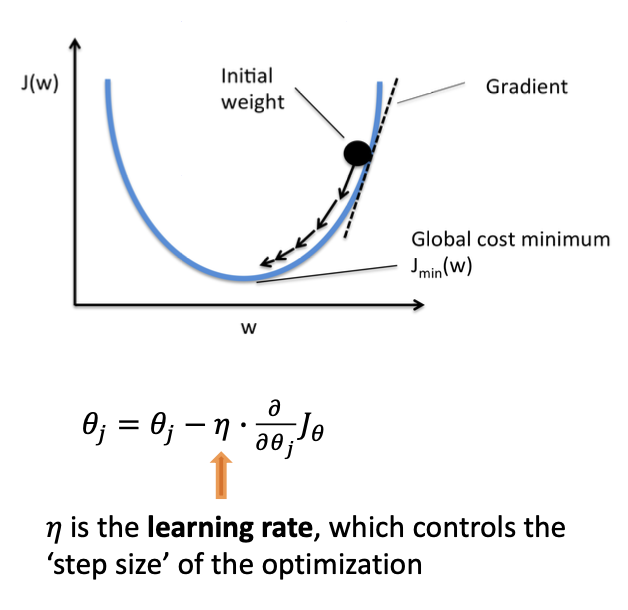 J(w)
Initial
weight
Gradient
Global cost minimum
J_min(w)
w
θ_j = θ_j − η · ∂/∂θ_j J_θ
η is the learning rate, which controls the
‘step size’ of the optimization